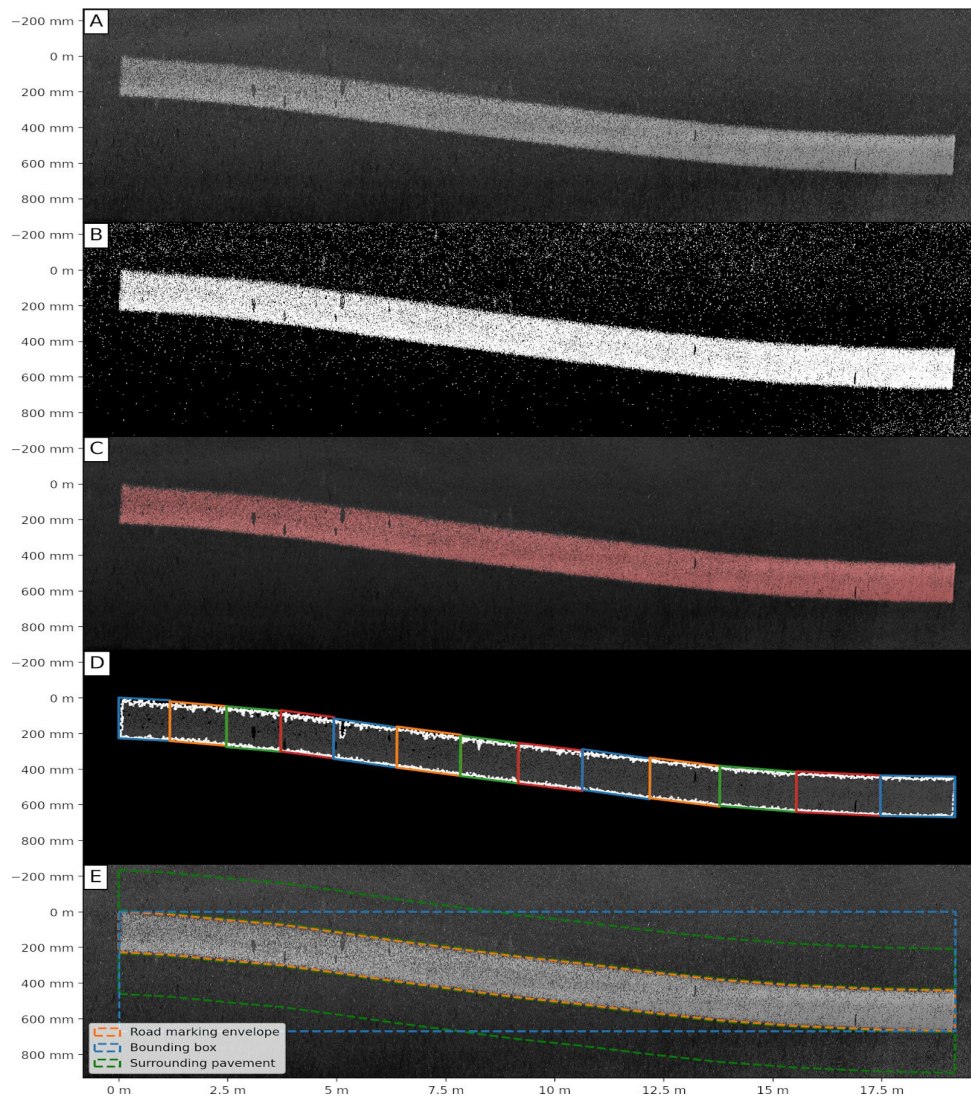 A
−200 mm
0 m
200 mm
400 mm
600 mm
800 mm
B
−200 mm
0 m
200 mm
400 mm
600 mm
800 mm
C
−200 mm
0 m
200 mm
400 mm
600 mm
800 mm
D
−200 mm
0 m
200 mm
400 mm
600 mm
800 mm
E
−200 mm
0 m
200 mm
400 mm
600 mm
800 mm
Road marking envelope
Bounding box
Surrounding pavement
0 m 2.5 m 5 m 7.5 m 10 m 12.5 m 15 m 17.5 m